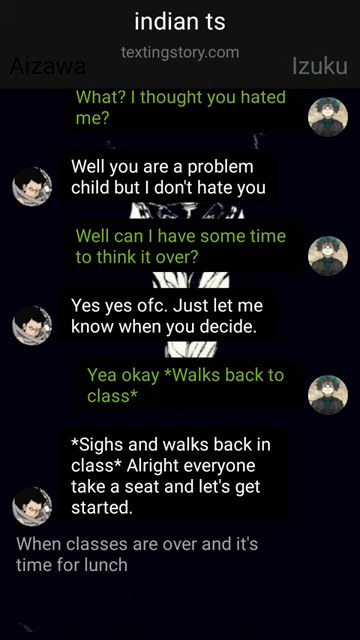 indian ts
textingstory.com
Aizawa
Izuku
What? I thought you hated
me?
Well you are a problem
child but I don't hate you
Well can I have some time
to think it over?
Yes yes ofc. Just let me
know when you decide.
Yea okay *Walks back to
class*
*Sighs and walks back in
class* Alright everyone
take a seat and let's get
started.
When classes are over and it's
time for lunch